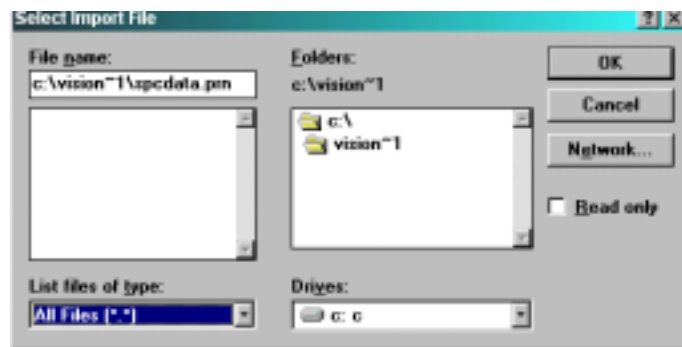 Select Import File
File name:
c:\vision~1\spcdata.prn
Folders:
c:\vision~1
c:\
vision~1
OK
Cancel
Network...
Read only
List files of type:
All Files (*.*)
Drives:
c: c